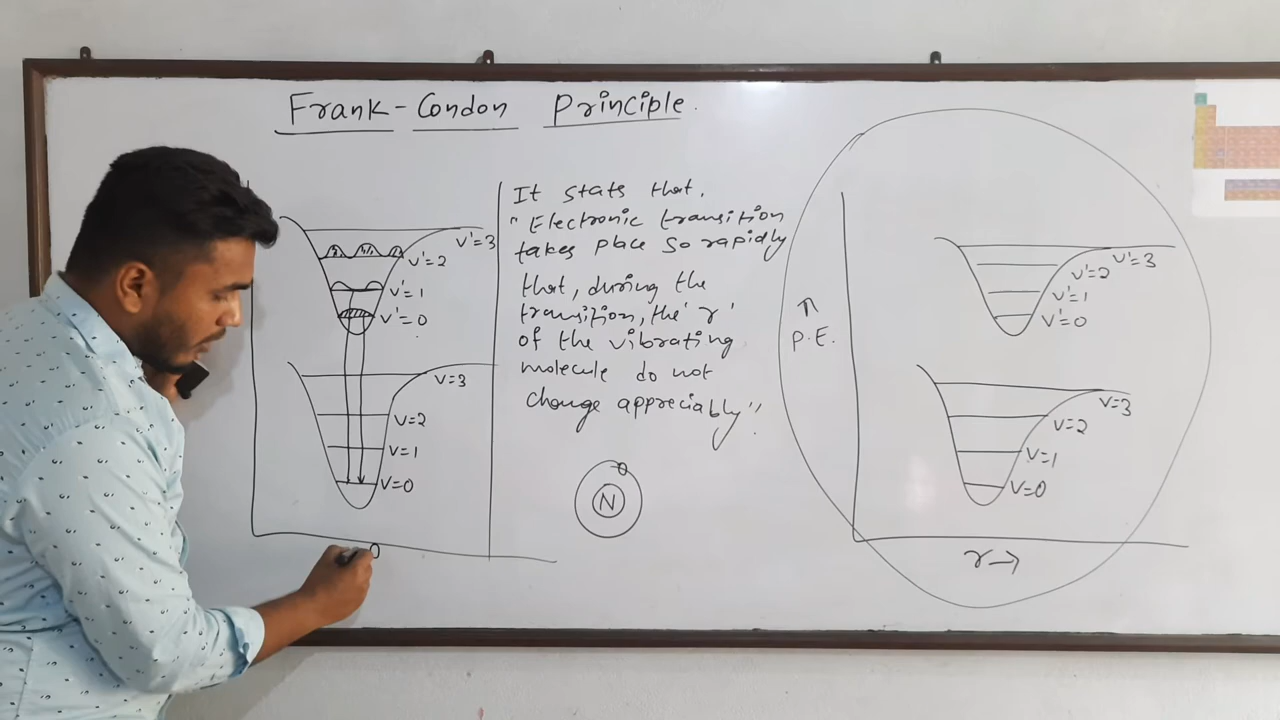 Frank-Condon Principle.
v'=3
v'=2
v'=1
v'=0
v=3
v=2
v=1
v=0
0
It stats that,
"Electronic transition
takes place so rapidly
that, during the
transition, the 'r'
of the vibrating
molecule do not
change appreciably".
N
P.E.
v'=3
v'=2
v'=1
v'=0
v=3
v=2
v=1
v=0
r→